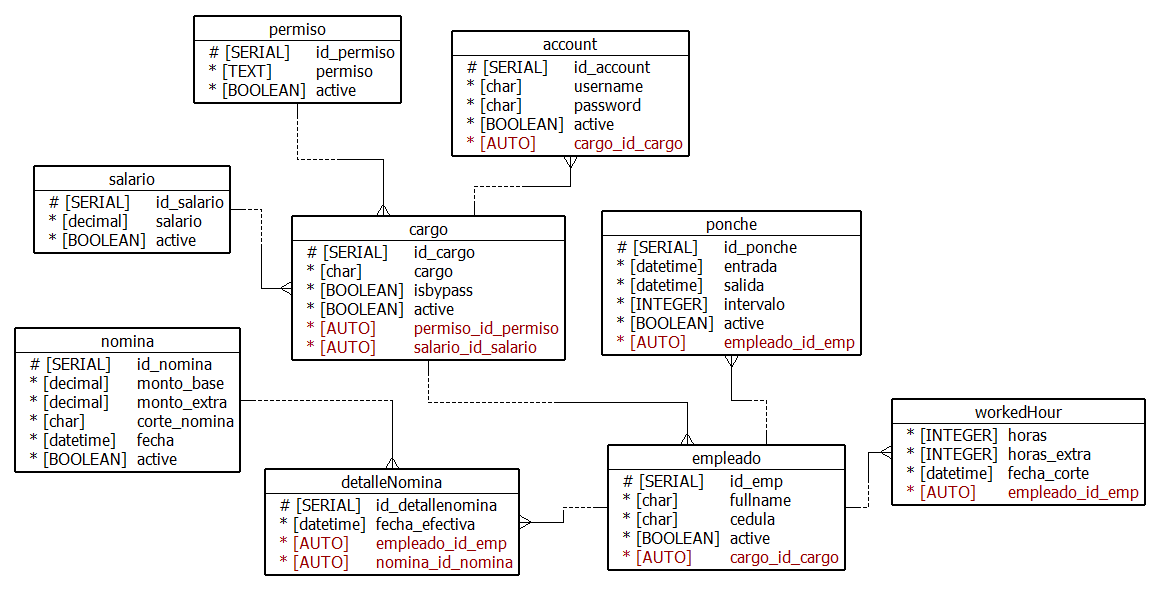 permiso
# [SERIAL] id_permiso
* [TEXT] permiso
* [BOOLEAN] active
account
# [SERIAL] id_account
* [char] username
* [char] password
* [BOOLEAN] active
* [AUTO] cargo_id_cargo
salario
# [SERIAL] id_salario
* [decimal] salario
* [BOOLEAN] active
cargo
# [SERIAL] id_cargo
* [char] cargo
* [BOOLEAN] isbypass
* [BOOLEAN] active
* [AUTO] permiso_id_permiso
* [AUTO] salario_id_salario
ponche
# [SERIAL] id_ponche
* [datetime] entrada
* [datetime] salida
* [INTEGER] intervalo
* [BOOLEAN] active
* [AUTO] empleado_id_emp
nomina
# [SERIAL] id_nomina
* [decimal] monto_base
* [decimal] monto_extra
* [char] corte_nomina
* [datetime] fecha
* [BOOLEAN] active
workedHour
* [INTEGER] horas
* [INTEGER] horas_extra
* [datetime] fecha_corte
* [AUTO] empleado_id_emp
detalleNomina
# [SERIAL] id_detallenomina
* [datetime] fecha_efectiva
* [AUTO] empleado_id_emp
* [AUTO] nomina_id_nomina
empleado
# [SERIAL] id_emp
* [char] fullname
* [char] cedula
* [BOOLEAN] active
* [AUTO] cargo_id_cargo